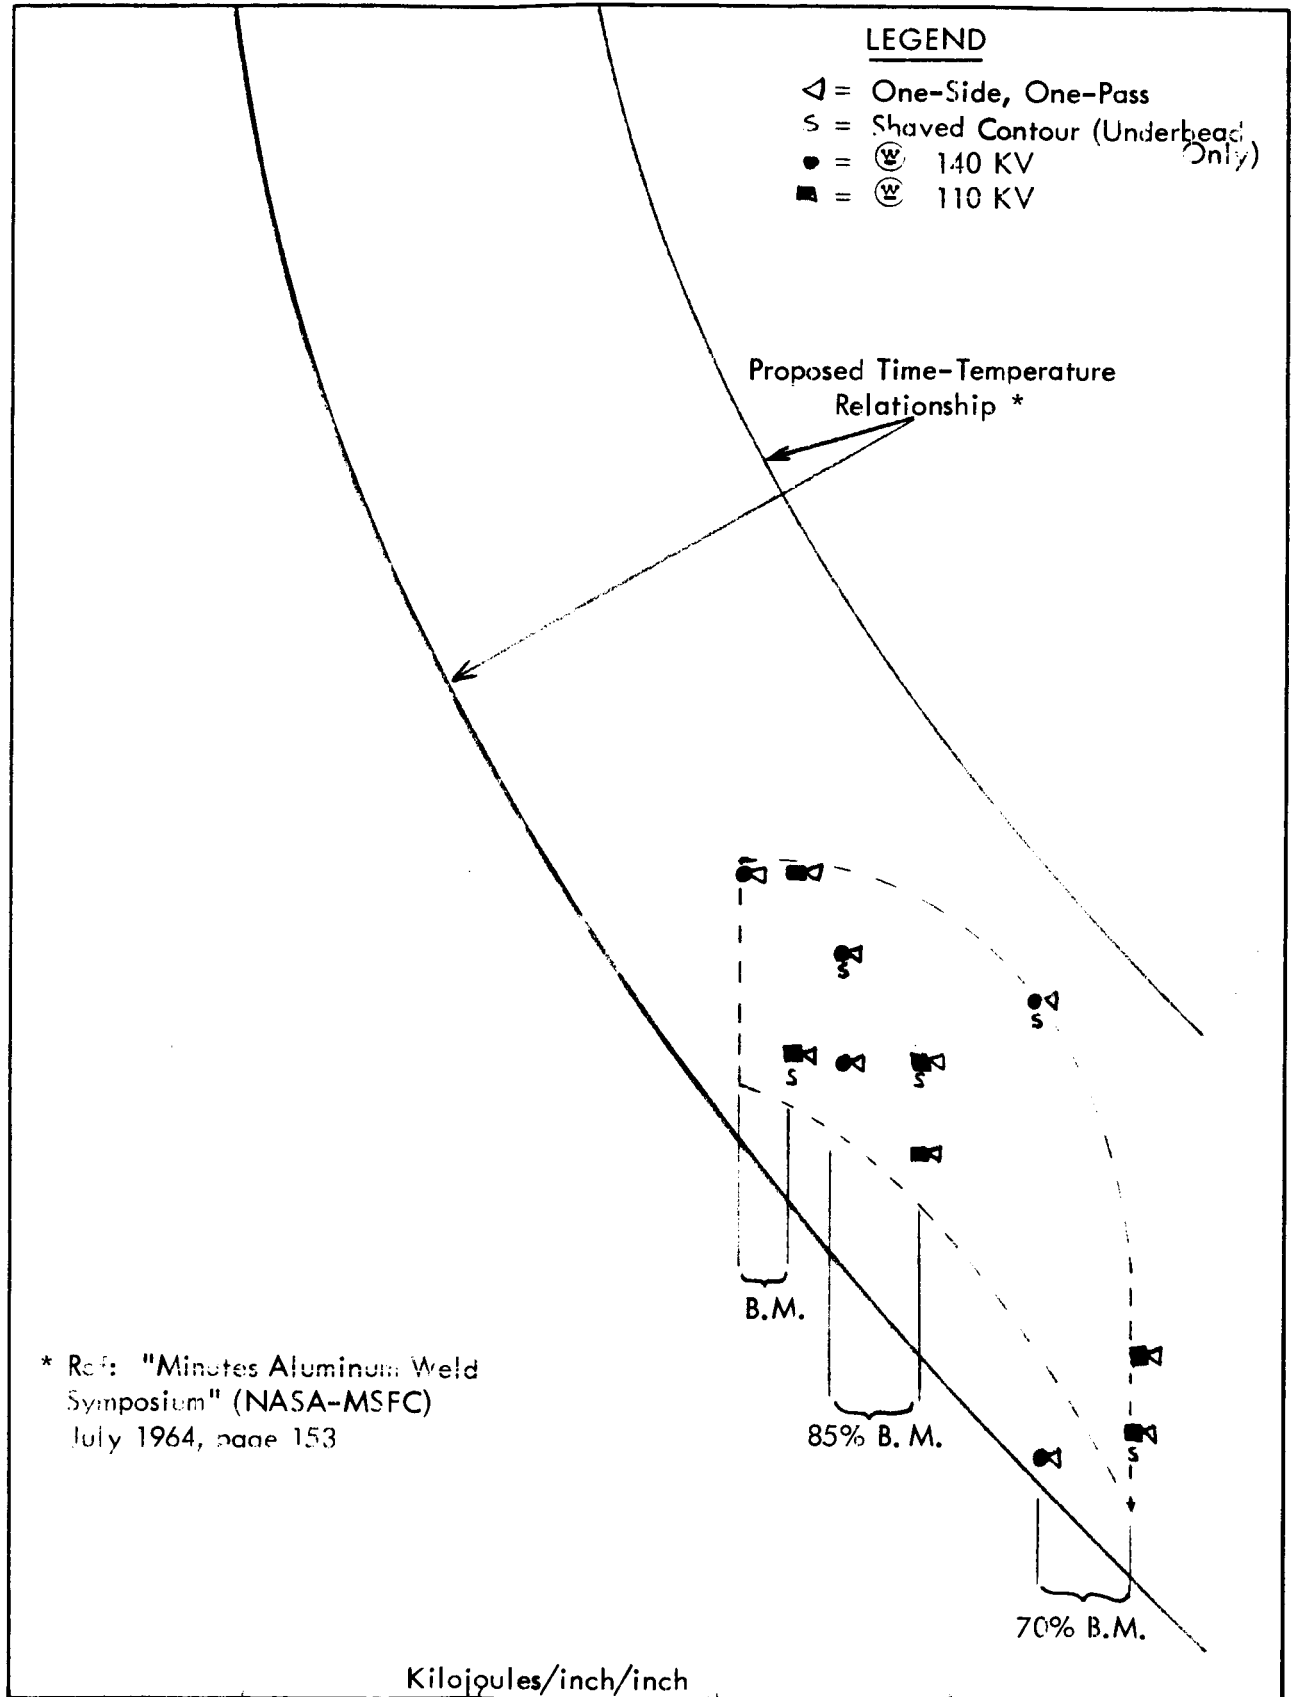 LEGEND
= One-Side, One-Pass
S = Shaved Contour (Underbead Only)
= W 140 KV
= W 110 KV
Proposed Time-Temperature
Relationship *
S
S
S
S
B.M.
* Ref: "Minutes Aluminum Weld
Symposium" (NASA-MSFC)
July 1964, page 153
85% B.M.
S
70% B.M.
Kilojoules/inch/inch